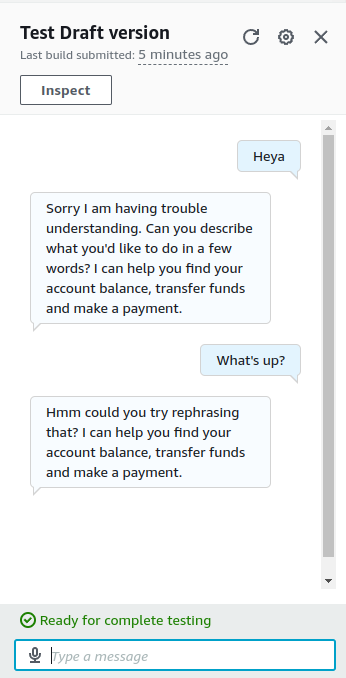 Test Draft version
Last build submitted: 5 minutes ago
Inspect
Heya
Sorry I am having trouble
understanding. Can you describe
what you'd like to do in a few
words? I can help you find your
account balance, transfer funds
and make a payment.
What's up?
Hmm could you try rephrasing
that? I can help you find your
account balance, transfer funds
and make a payment.
Ready for complete testing
Type a message